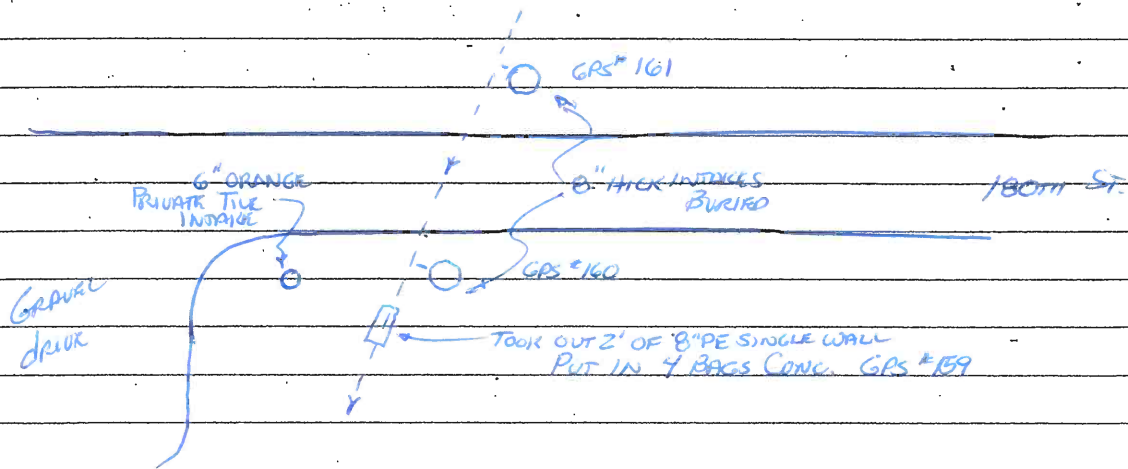 GPS# 161
6" ORANGE
PRIVATE TILE
INTAKE
8" HICK INTAKES
BURIED
180TH ST.
GPS #160
GRAVEL
DRIVE
TOOK OUT 2' OF 8" PE SINGLE WALL
PUT IN 4 BAGS CONC. GPS #159